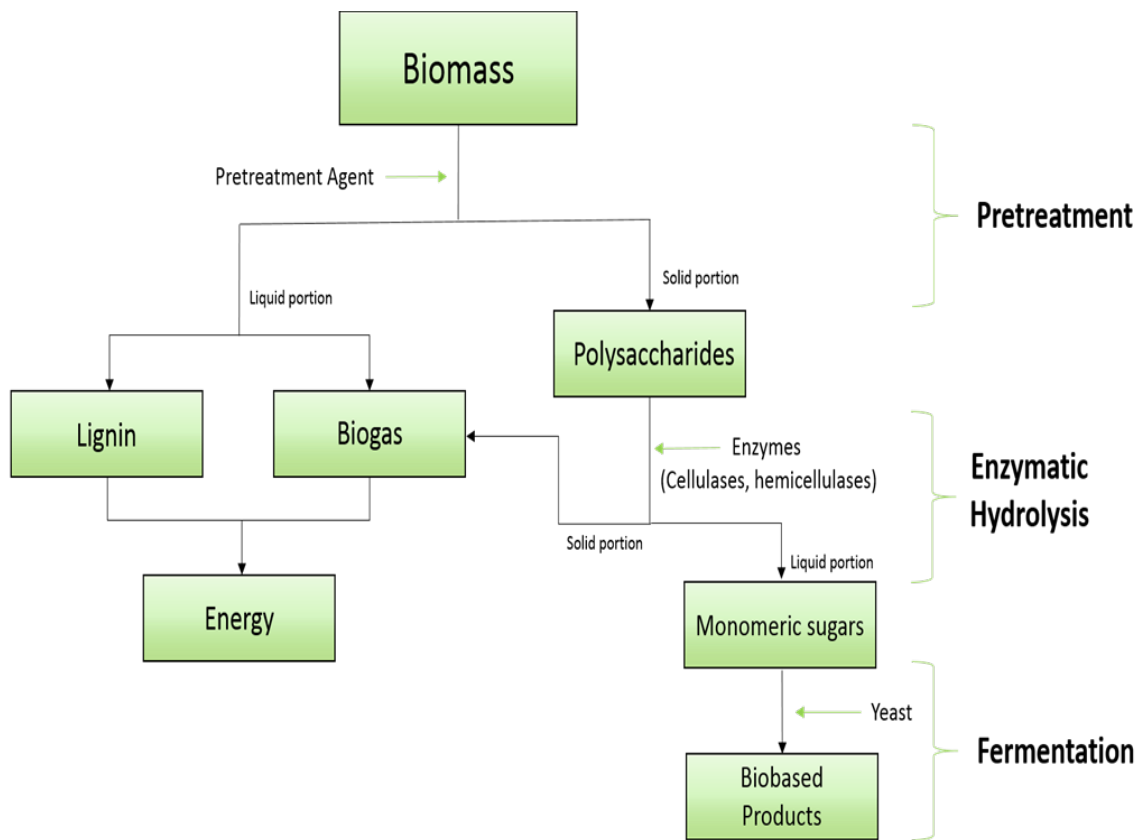 Biomass
Pretreatment Agent
Pretreatment
Liquid portion
Solid portion
Polysaccharides
Lignin
Biogas
Enzymes
(Cellulases, hemicellulases)
Enzymatic
Hydrolysis
Solid portion
Liquid portion
Energy
Monomeric sugars
Yeast
Fermentation
Biobased
Products